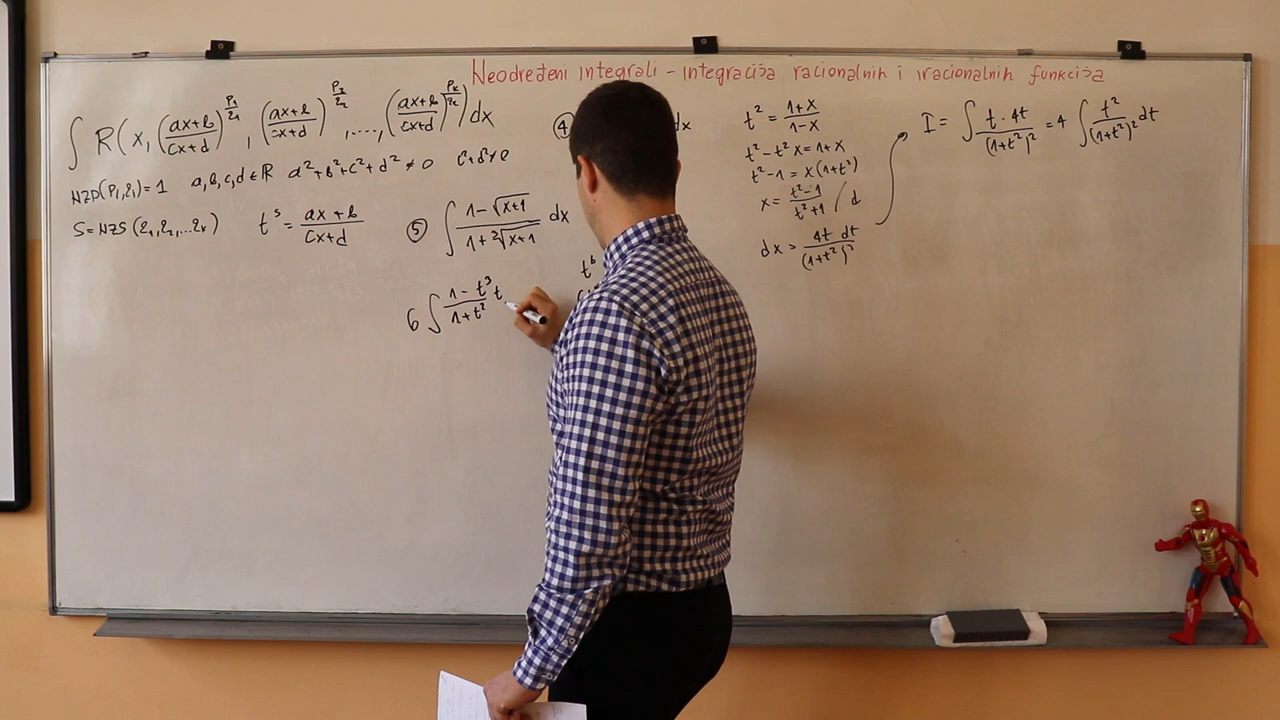 Neodređeni integrali - integracija racionalnih i iracionalnih funkcija
∫ R(x, ((ax+b)/(cx+d))^(p₁/q₁), ((ax+b)/(cx+d))^(p₂/q₂), ...., ((ax+b)/(cx+d))^(pₖ/qₖ)) dx
NZD(p₁,q₁)=1 a,b,c,d ∈ R a²+b²+c²+d² ≠ 0 c²+d² ≠ 0
S=NZS(q₁,q₂,...qₖ) t^s = (ax+b)/(cx+d)
④ dx
⑤ ∫ (1-√(x+1))/(1+³√(x+1)) dx
t⁶
6 ∫ (1-t³)/(1+t²) t
t² = (1+x)/(1-x)
t²-t²x=1+x
t²-1=x(1+t²)
x=(t²-1)/(t²+1) / d
dx = (4t dt)/(1+t²)²
I = ∫ (t·4t)/(1+t²)² = 4 ∫ t²/(1+t²)² dt